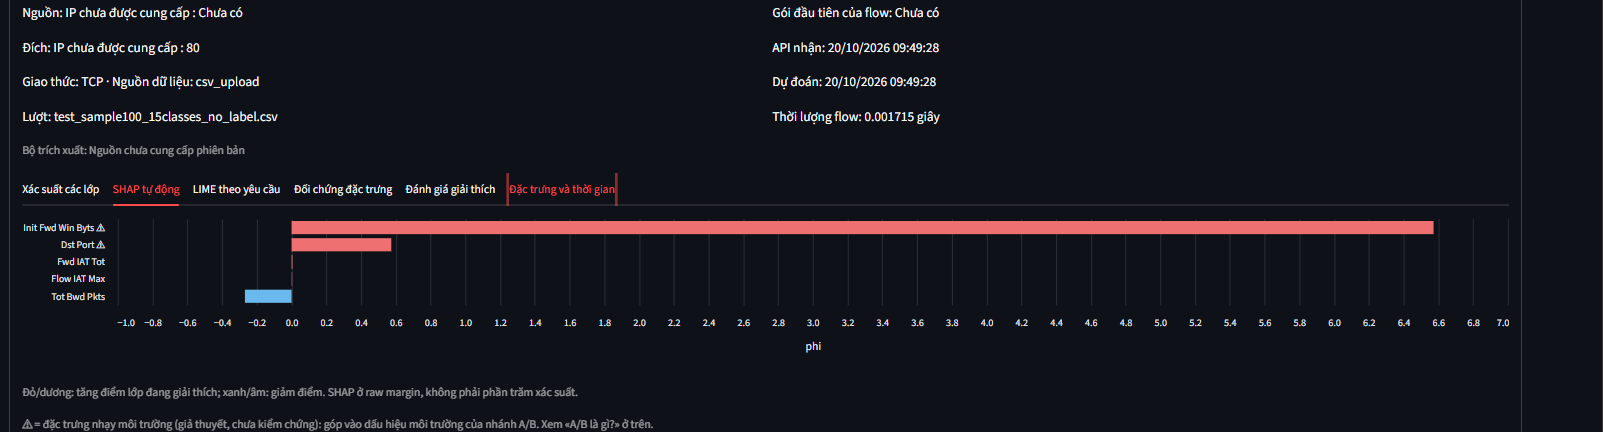 Nguồn: IP chưa được cung cấp : Chưa có
Gói đầu tiên của flow: Chưa có
Đích: IP chưa được cung cấp : 80
API nhận: 20/10/2026 09:49:28
Giao thức: TCP · Nguồn dữ liệu: csv_upload
Dự đoán: 20/10/2026 09:49:28
Lượt: test_sample100_15classes_no_label.csv
Thời lượng flow: 0.001715 giây
Bộ trích xuất: Nguồn chưa cung cấp phiên bản
Xác suất các lớp SHAP tự động LIME theo yêu cầu Đối chứng đặc trưng Đánh giá giải thích Đặc trưng và thời gian
Init Fwd Win Byts ⚠
Dst Port ⚠
Fwd IAT Tot
Flow IAT Max
Tot Bwd Pkts
−1.0 −0.8 −0.6 −0.4 −0.2 0.0 0.2 0.4 0.6 0.8 1.0 1.2 1.4 1.6 1.8 2.0 2.2 2.4 2.6 2.8 3.0 3.2 3.4 3.6 3.8 4.0 4.2 4.4 4.6 4.8 5.0 5.2 5.4 5.6 5.8 6.0 6.2 6.4 6.6 6.8 7.0
phi
Đỏ/dương: tăng điểm lớp đang giải thích; xanh/âm: giảm điểm. SHAP ở raw margin, không phải phần trăm xác suất.
⚠ = đặc trưng nhạy môi trường (giả thuyết, chưa kiểm chứng): góp vào dấu hiệu môi trường của nhánh A/B. Xem «A/B là gì?» ở trên.